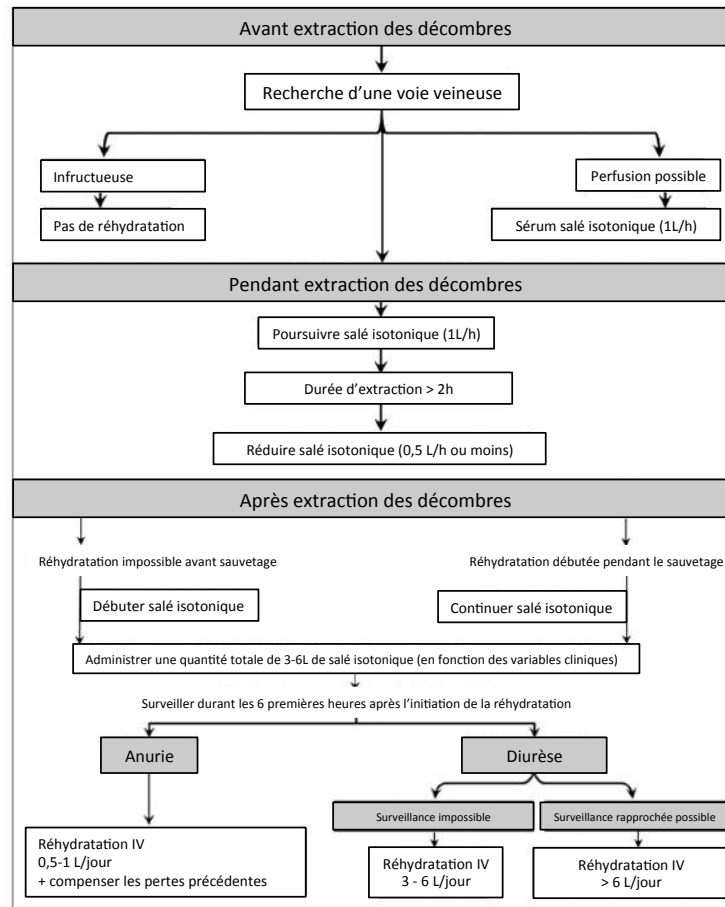 Avant extraction des décombres
Recherche d'une voie veineuse
Infructueuse
Perfusion possible
Pas de réhydratation
Sérum salé isotonique (1L/h)
Pendant extraction des décombres
Poursuivre salé isotonique (1L/h)
Durée d'extraction > 2h
Réduire salé isotonique (0,5 L/h ou moins)
Après extraction des décombres
Réhydratation impossible avant sauvetage
Réhydratation débutée pendant le sauvetage
Débuter salé isotonique
Continuer salé isotonique
Administrer une quantité totale de 3-6L de salé isotonique (en fonction des variables cliniques)
Surveiller durant les 6 premières heures après l'initiation de la réhydratation
Anurie
Diurèse
Surveillance impossible
Surveillance rapprochée possible
Réhydratation IV
0,5-1 L/jour
+ compenser les pertes précédentes
Réhydratation IV
3 - 6 L/jour
Réhydratation IV
> 6 L/jour